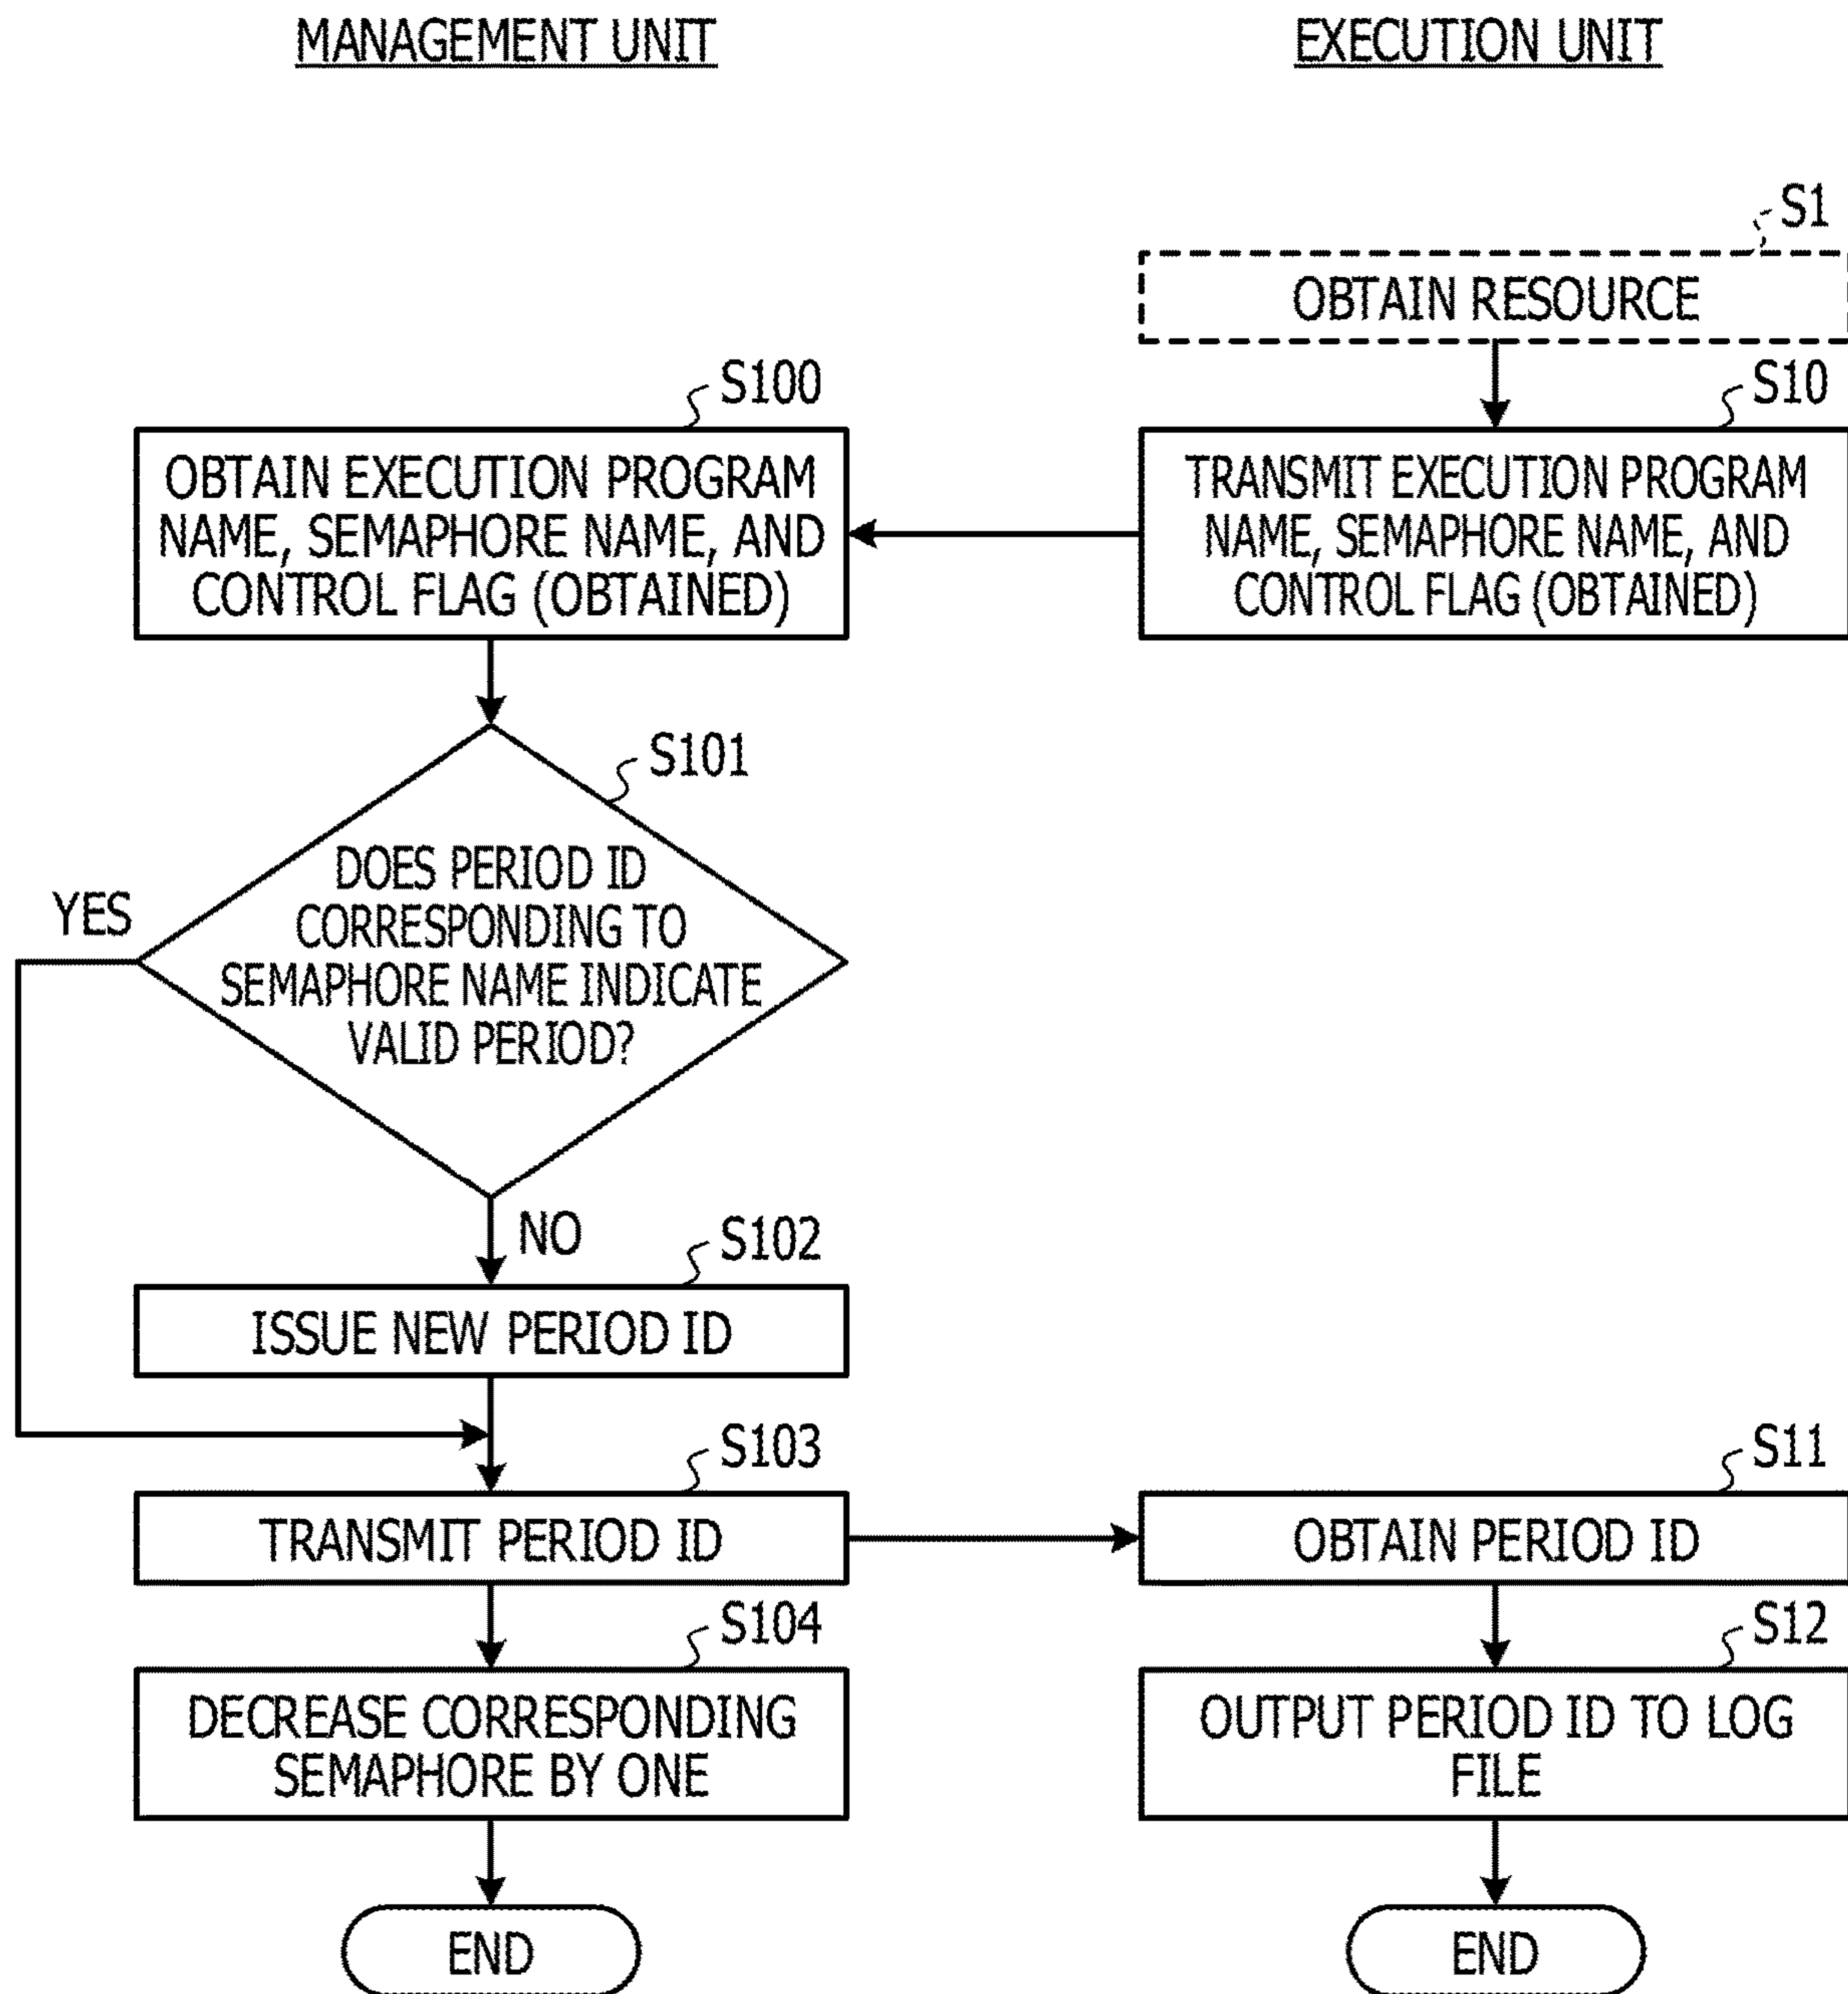 MANAGEMENT UNIT
EXECUTION UNIT
S1
OBTAIN RESOURCE
S100
S10
OBTAIN EXECUTION PROGRAM
NAME, SEMAPHORE NAME, AND
CONTROL FLAG (OBTAINED)
TRANSMIT EXECUTION PROGRAM
NAME, SEMAPHORE NAME, AND
CONTROL FLAG (OBTAINED)
S101
DOES PERIOD ID
CORRESPONDING TO
SEMAPHORE NAME INDICATE
VALID PERIOD?
YES
NO
S102
ISSUE NEW PERIOD ID
S103
S11
TRANSMIT PERIOD ID
OBTAIN PERIOD ID
S104
S12
DECREASE CORRESPONDING
SEMAPHORE BY ONE
OUTPUT PERIOD ID TO LOG
FILE
END
END